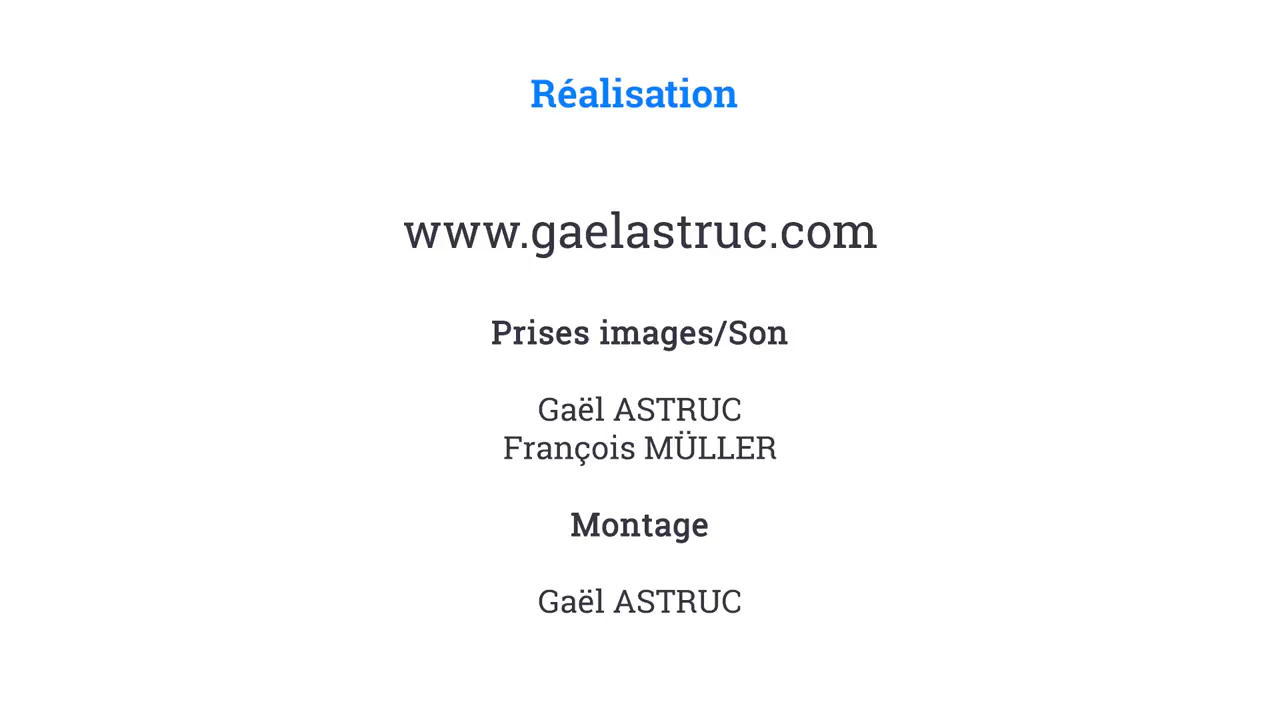 Réalisation
www.gaelastruc.com
Prises images/Son
Gaël ASTRUC
François MÜLLER
Montage
Gaël ASTRUC